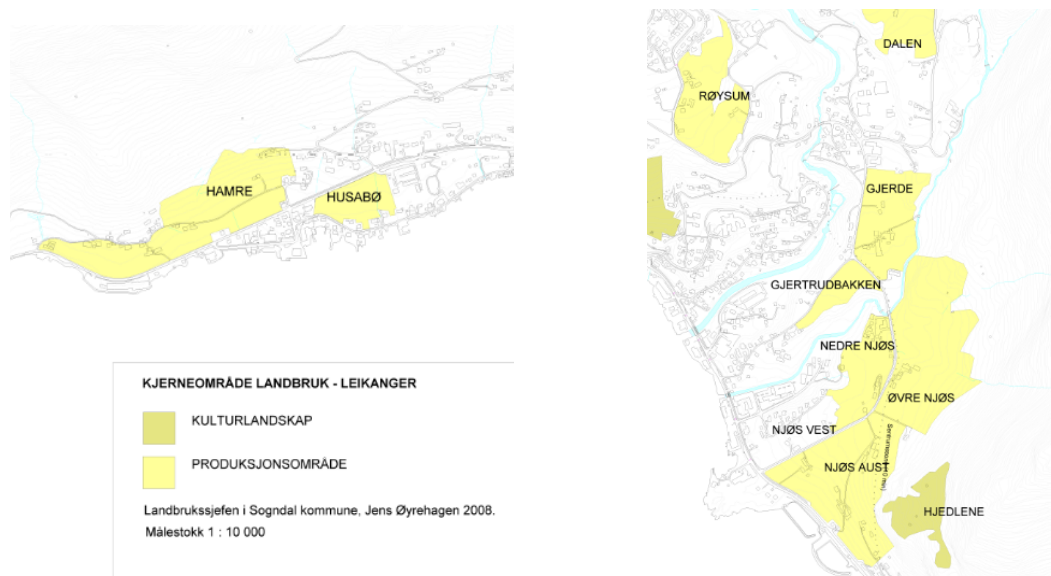 HAMRE
HUSABØ
KJERNEOMRÅDE LANDBRUK - LEIKANGER
KULTURLANDSKAP
PRODUKSJONSOMRÅDE
Landbrukssjefen i Sogndal kommune, Jens Øyrehagen 2008.
Målestokk 1 : 10 000
DALEN
RØYSUM
GJERDE
GJERTRUDBAKKEN
NEDRE NJØS
ØVRE NJØS
NJØS VEST
NJØS AUST
HJEDLENE